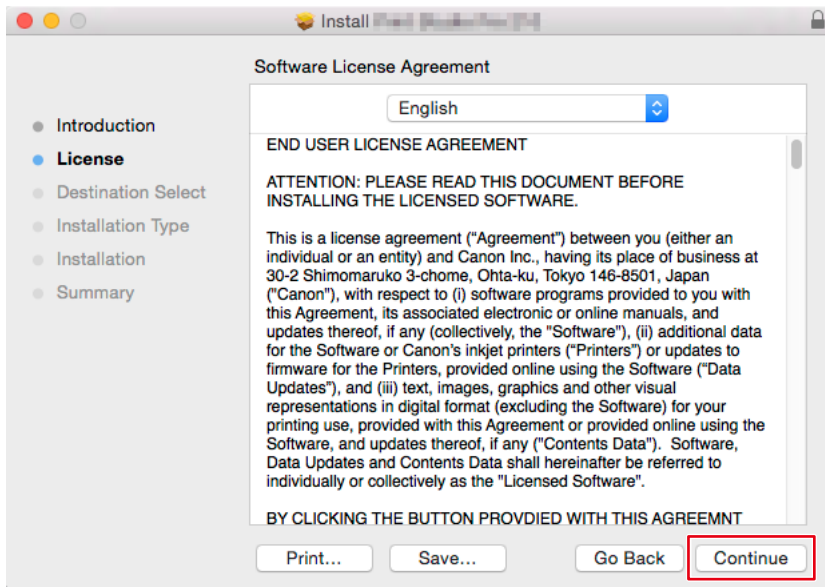 Install
Software License Agreement
English
Introduction
License
Destination Select
Installation Type
Installation
Summary
END USER LICENSE AGREEMENT
ATTENTION: PLEASE READ THIS DOCUMENT BEFORE
INSTALLING THE LICENSED SOFTWARE.
This is a license agreement (“Agreement”) between you (either an
individual or an entity) and Canon Inc., having its place of business at
30-2 Shimomaruko 3-chome, Ohta-ku, Tokyo 146-8501, Japan
("Canon"), with respect to (i) software programs provided to you with
this Agreement, its associated electronic or online manuals, and
updates thereof, if any (collectively, the "Software"), (ii) additional data
for the Software or Canon’s inkjet printers (“Printers”) or updates to
firmware for the Printers, provided online using the Software (“Data
Updates”), and (iii) text, images, graphics and other visual
representations in digital format (excluding the Software) for your
printing use, provided with this Agreement or provided online using the
Software, and updates thereof, if any ("Contents Data").  Software,
Data Updates and Contents Data shall hereinafter be referred to
individually or collectively as the "Licensed Software".
BY CLICKING THE BUTTON PROVDIED WITH THIS AGREEMNT
Print...
Save...
Go Back
Continue